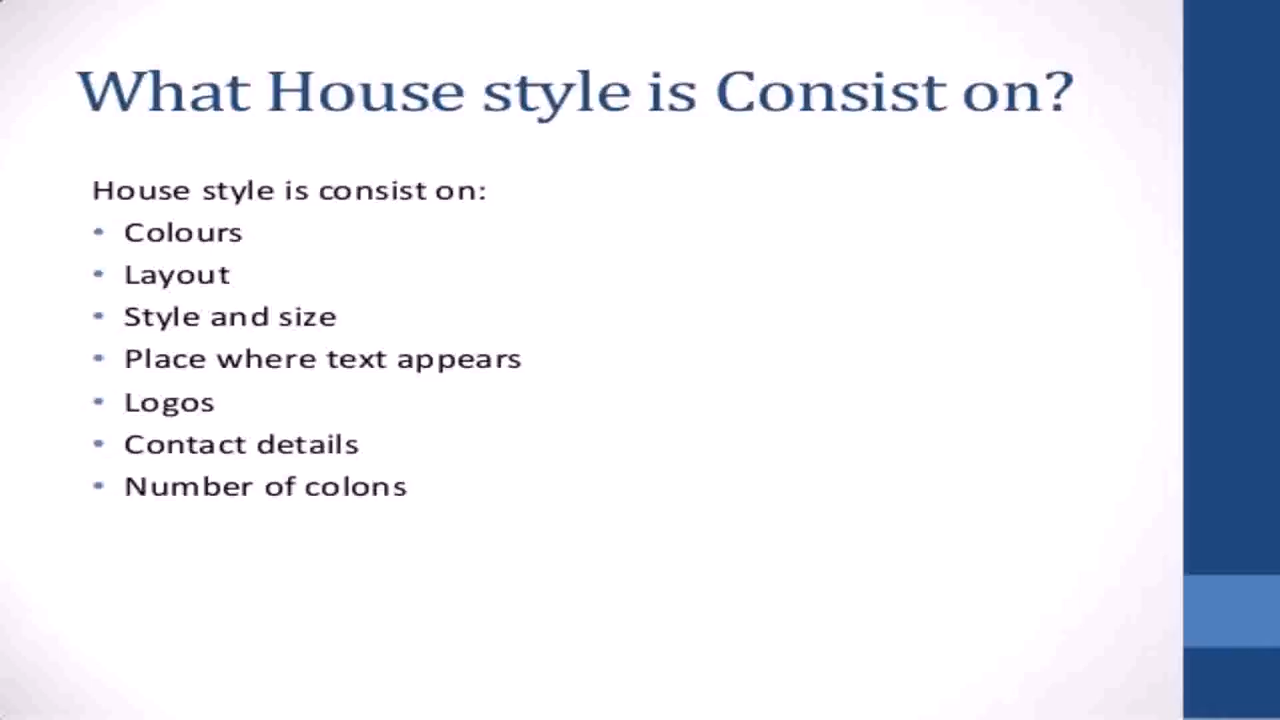 What House style is Consist on?
House style is consist on:
• Colours
• Layout
• Style and size
• Place where text appears
• Logos
• Contact details
• Number of colons